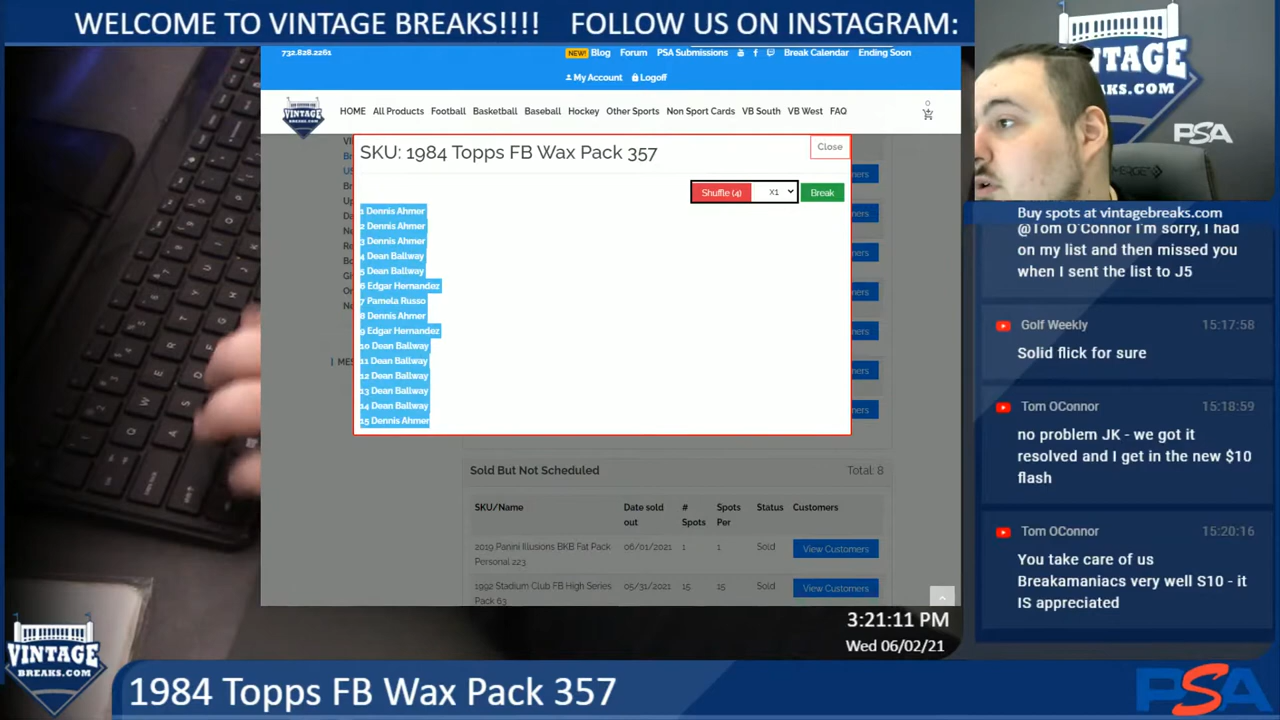 WELCOME TO VINTAGE BREAKS!!!! FOLLOW US ON INSTAGRAM:
732.828.2261
NEW! Blog Forum PSA Submissions Break Calendar Ending Soon
My Account Logoff
VINTAGE BREAKS.COM
HOME All Products Football Basketball Baseball Hockey Other Sports Non Sport Cards VB South VB West FAQ
0
SKU: 1984 Topps FB Wax Pack 357
Close
Shuffle (4) X1 Break
1 Dennis Ahmer
2 Dennis Ahmer
3 Dennis Ahmer
4 Dean Ballway
5 Dean Ballway
6 Edgar Hernandez
7 Pamela Russo
8 Dennis Ahmer
9 Edgar Hernandez
10 Dean Ballway
11 Dean Ballway
12 Dean Ballway
13 Dean Ballway
14 Dean Ballway
15 Dennis Ahmer
Sold But Not Scheduled Total: 8
SKU/Name Date sold out # Spots Spots Per Status Customers
2019 Panini Illusions BKB Fat Pack Personal 223 06/01/2021 1 1 Sold View Customers
1992 Stadium Club FB High Series Pack 63 05/31/2021 15 15 Sold View Customers
PSA
Buy spots at vintagebreaks.com
@Tom O'Connor I'm sorry, I had
on my list and then missed you
when I sent the list to J5
Golf Weekly 15:17:58
Solid flick for sure
Tom OConnor 15:18:59
no problem JK - we got it
resolved and I get in the new $10
flash
Tom OConnor 15:20:16
You take care of us
Breakamaniacs very well S10 - it
IS appreciated
3:21:11 PM
Wed 06/02/21
VINTAGE
BREAKS.COM
1984 Topps FB Wax Pack 357
PSA